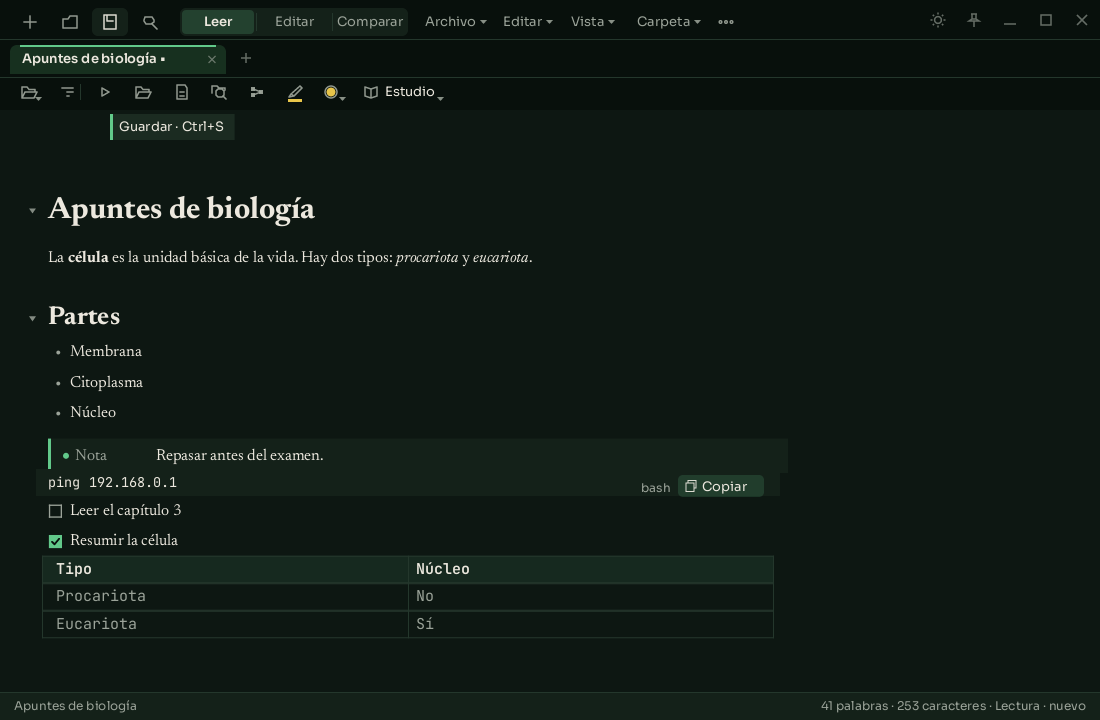 Leer Editar Comparar Archivo Editar Vista Carpeta
Apuntes de biología •
Estudio
Guardar · Ctrl+S
Apuntes de biología
La célula es la unidad básica de la vida. Hay dos tipos: procariota y eucariota.
Partes
• Membrana
• Citoplasma
• Núcleo
• Nota Repasar antes del examen.
ping 192.168.0.1 bash Copiar
Leer el capítulo 3
Resumir la célula
Tipo Núcleo
Procariota No
Eucariota Sí
Apuntes de biología 41 palabras · 253 caracteres · Lectura · nuevo